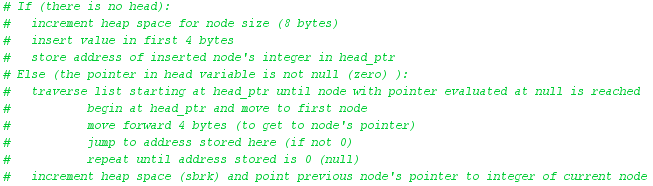 # If (there is no head):
# increment heap space for node size (8 bytes)
# insert value in first 4 bytes
# store address of inserted node's integer in head_ptr
# Else (the pointer in head variable is not null (zero) ):
# traverse list starting at head_ptr until node with pointer evaluated at null is reached
# begin at head_ptr and move to first node
# move forward 4 bytes (to get to node's pointer)
# jump to address stored here (if not 0)
# repeat until address stored is 0 (null)
# increment heap space (sbrk) and point previous node's pointer to integer of current node